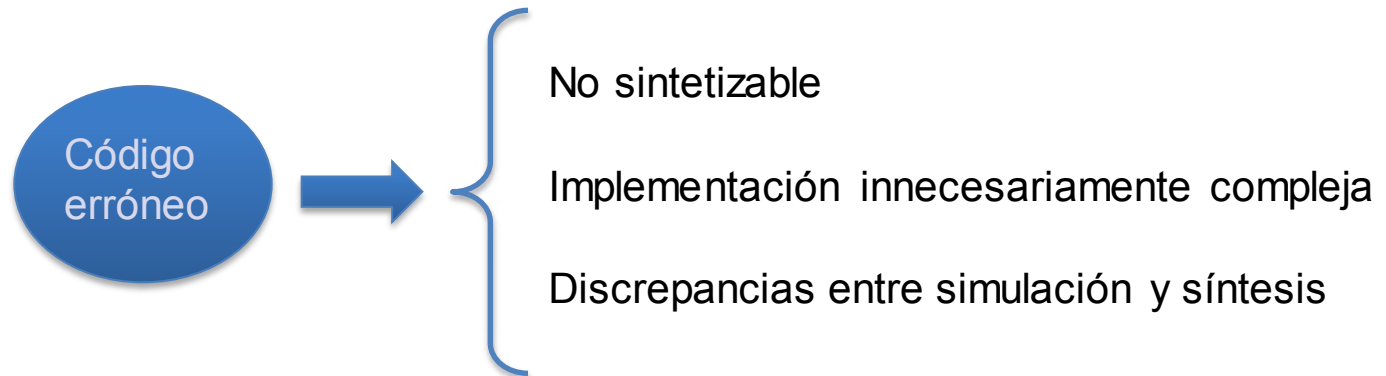 Código
erróneo
No sintetizable
Implementación innecesariamente compleja
Discrepancias entre simulación y síntesis